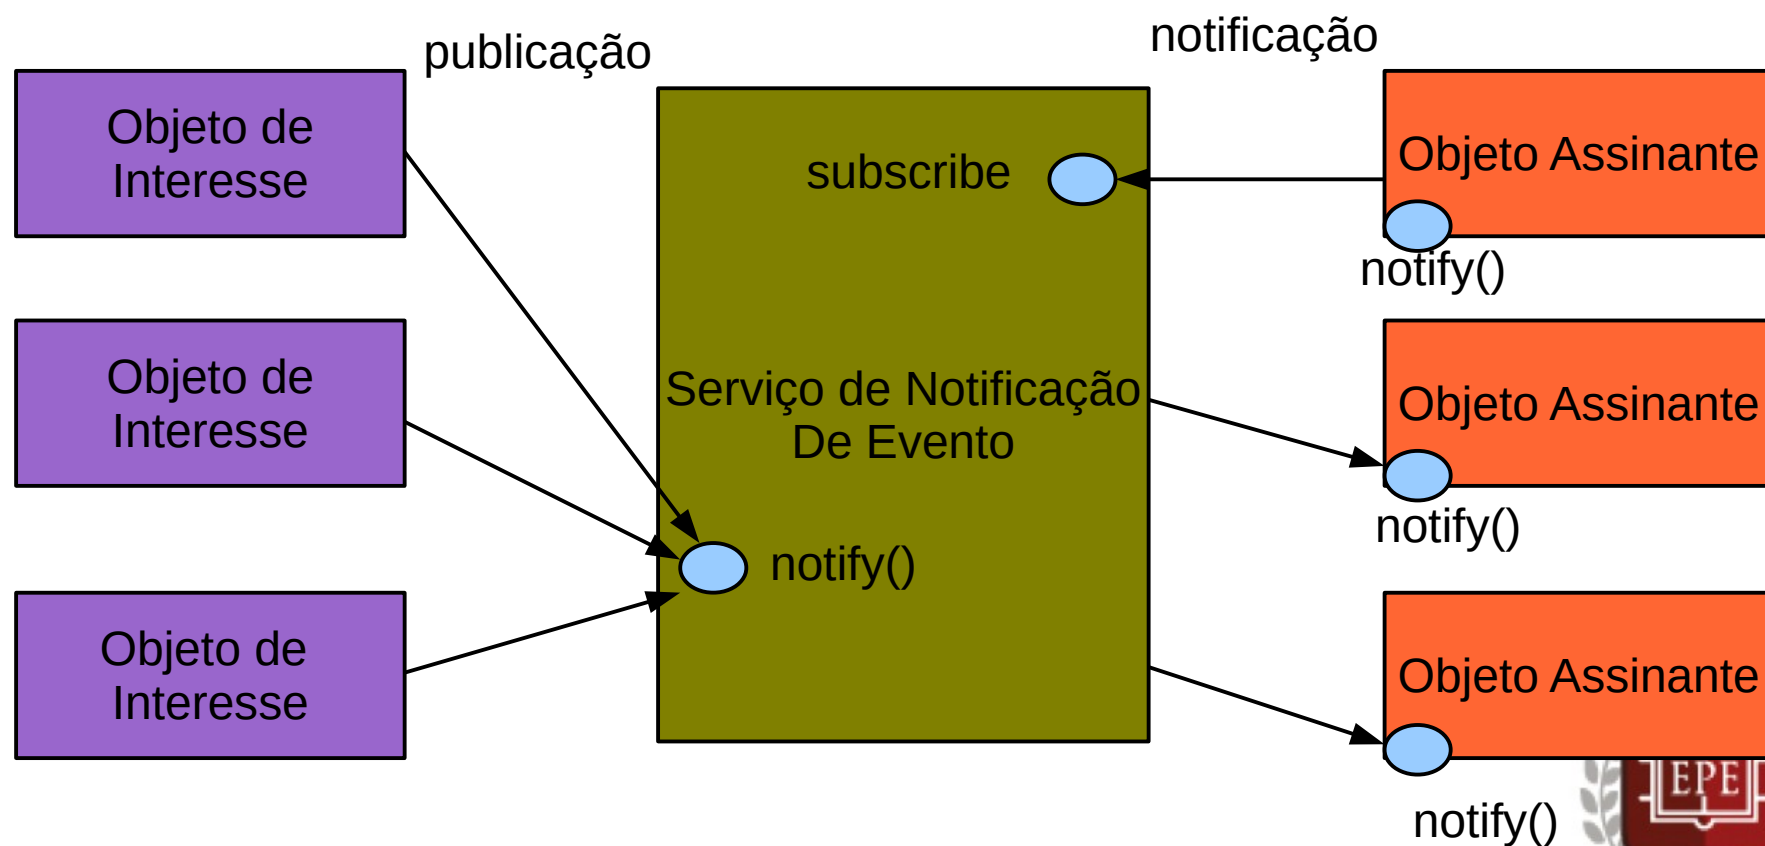 publicação
notificação
Objeto de
Interesse
subscribe
Objeto Assinante
notify()
Objeto de
Interesse
Serviço de Notificação
De Evento
Objeto Assinante
notify()
notify()
Objeto de
Interesse
Objeto Assinante
EPE
notify()